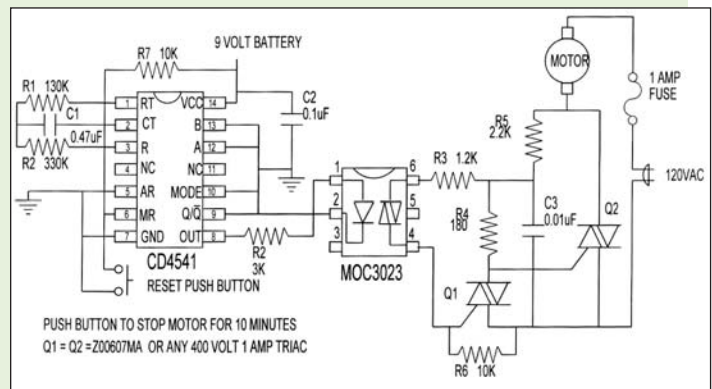 9 VOLT BATTERY
R7 10K
R1 130K
C1
0.47uF
R2 330K
1 RT VCC 14
2 CT B 13
3 R A 12
4 NC NC 11
5 AR MODE 10
6 MR Q/Q̅ 9
7 GND OUT 8
CD4541
RESET PUSH BUTTON
C2
0.1uF
R2
3K
1 6
2 5
3 4
MOC3023
R3 1.2K
R4
180
R5
2.2K
C3
0.01uF
MOTOR
1 AMP
FUSE
120VAC
Q2
Q1
R6 10K
PUSH BUTTON TO STOP MOTOR FOR 10 MINUTES
Q1 = Q2 =Z00607MA OR ANY 400 VOLT 1 AMP TRIAC